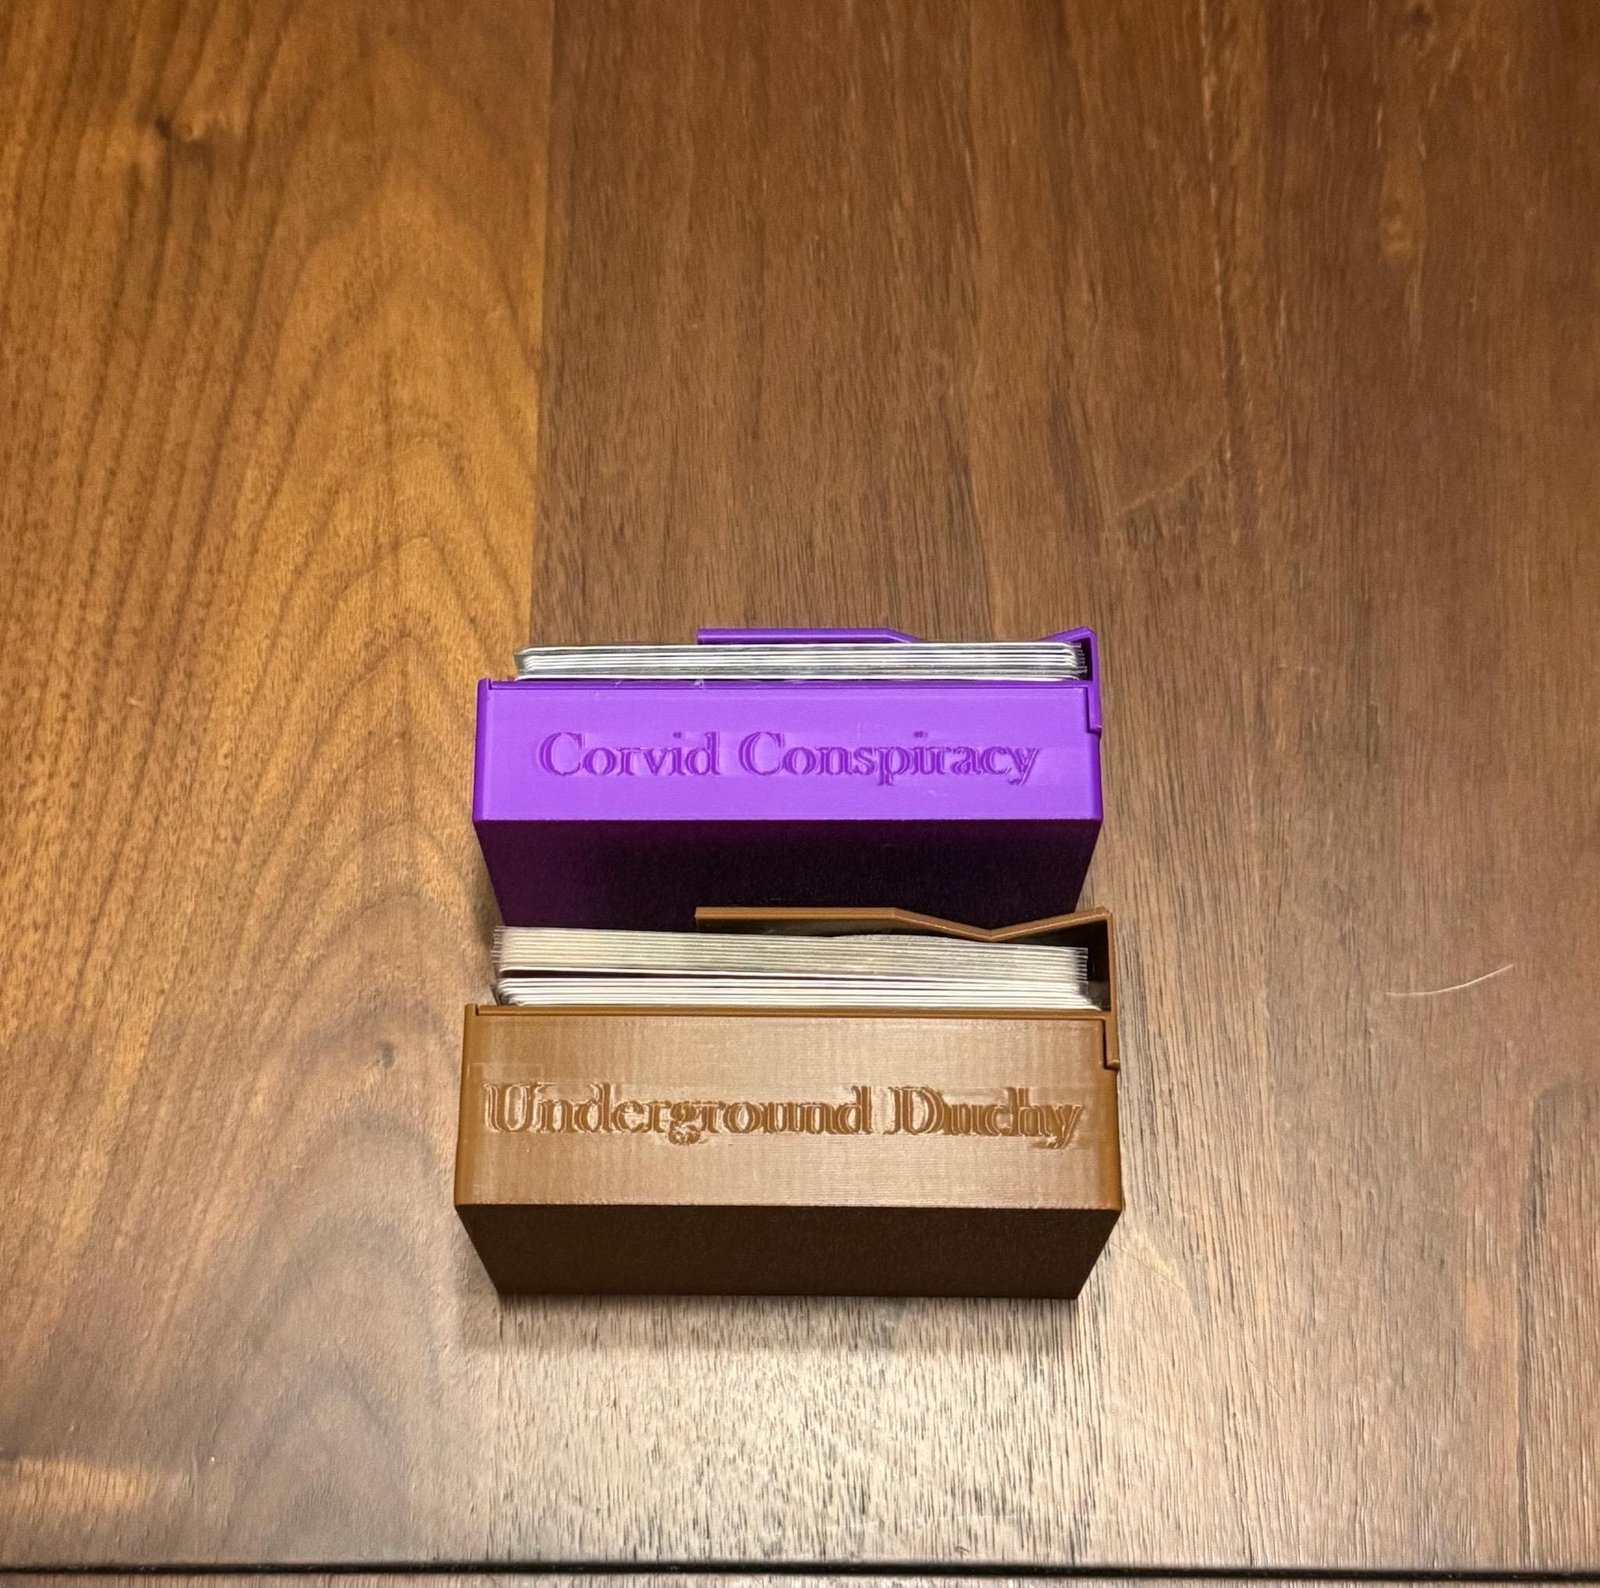 Corvid Conspiracy
Underground Duchy